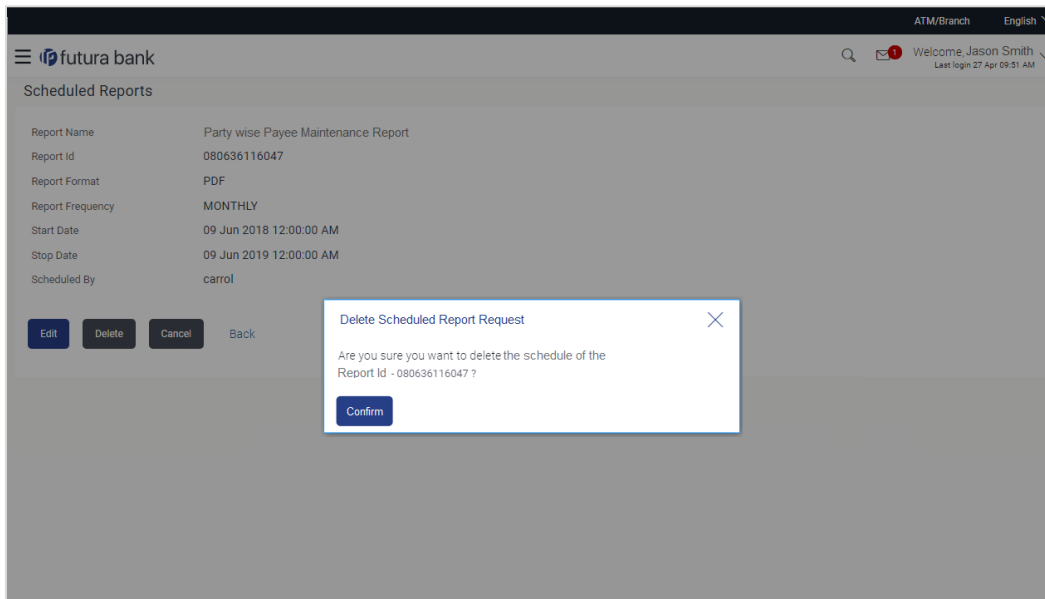 ATM/Branch English
futura bank
1
Welcome, Jason Smith
Last login 27 Apr 09:51 AM
Scheduled Reports
Report Name Party wise Payee Maintenance Report
Report Id 080636116047
Report Format PDF
Report Frequency MONTHLY
Start Date 09 Jun 2018 12:00:00 AM
Stop Date 09 Jun 2019 12:00:00 AM
Scheduled By carrol
Edit Delete Cancel Back
Delete Scheduled Report Request
Are you sure you want to delete the schedule of the
Report Id - 080636116047 ?
Confirm